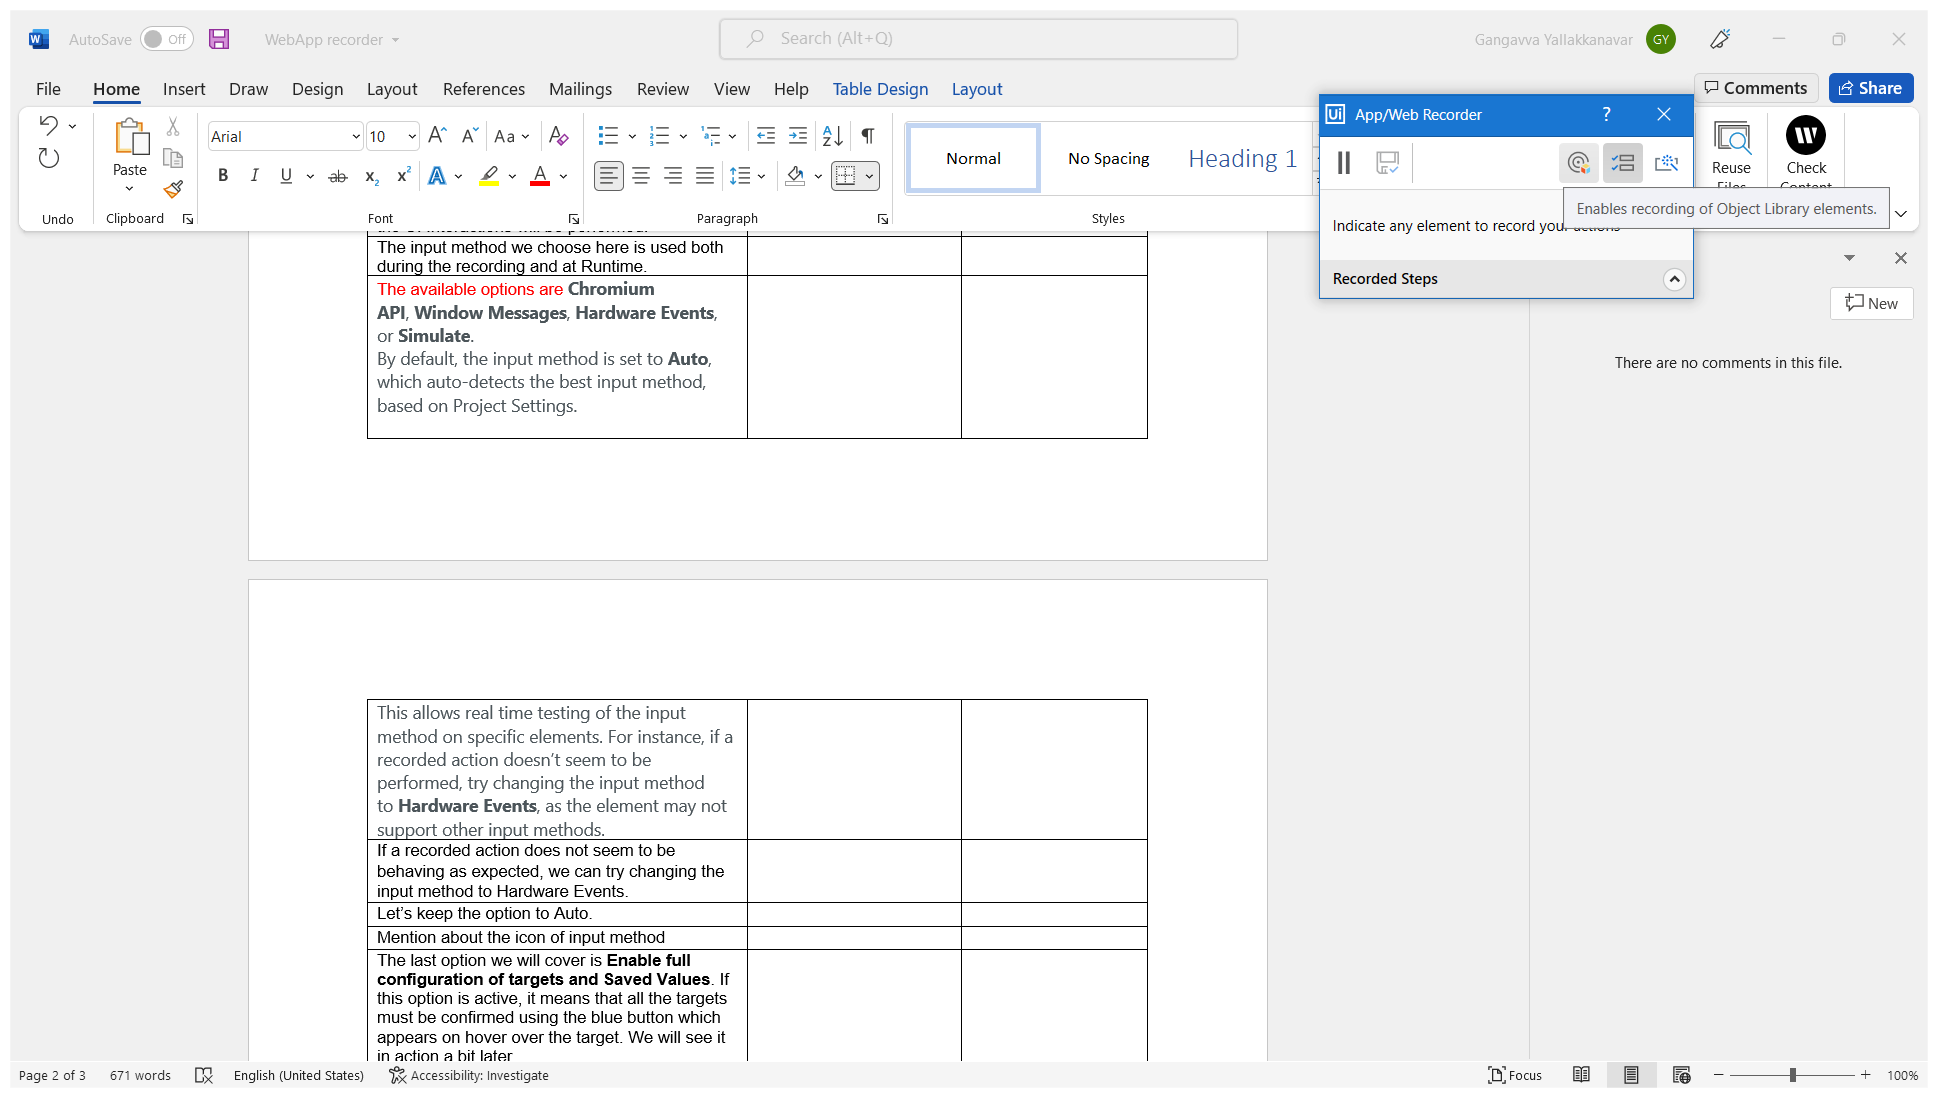 AutoSave Off WebApp recorder Search (Alt+Q) Gangavva Yallakkanavar GY
File Home Insert Draw Design Layout References Mailings Review View Help Table Design Layout Comments Share
App/Web Recorder ?
Arial 10 Aa
Normal No Spacing Heading 1
Paste
Reuse
Files
Check
Content
B I U ab x2 x2 A A
Undo Clipboard Font Paragraph Styles
Enables recording of Object Library elements.
Indicate any element to record your actions
Recorded Steps
New
There are no comments in this file.
the UI interactions will be performed.
The input method we choose here is used both
during the recording and at Runtime.
The available options are Chromium
API, Window Messages, Hardware Events,
or Simulate.
By default, the input method is set to Auto,
which auto-detects the best input method,
based on Project Settings.
This allows real time testing of the input
method on specific elements. For instance, if a
recorded action doesn’t seem to be
performed, try changing the input method
to Hardware Events, as the element may not
support other input methods.
If a recorded action does not seem to be
behaving as expected, we can try changing the
input method to Hardware Events.
Let’s keep the option to Auto.
Mention about the icon of input method
The last option we will cover is Enable full
configuration of targets and Saved Values. If
this option is active, it means that all the targets
must be confirmed using the blue button which
appears on hover over the target. We will see it
in action a bit later
Page 2 of 3 671 words English (United States) Accessibility: Investigate Focus 100%